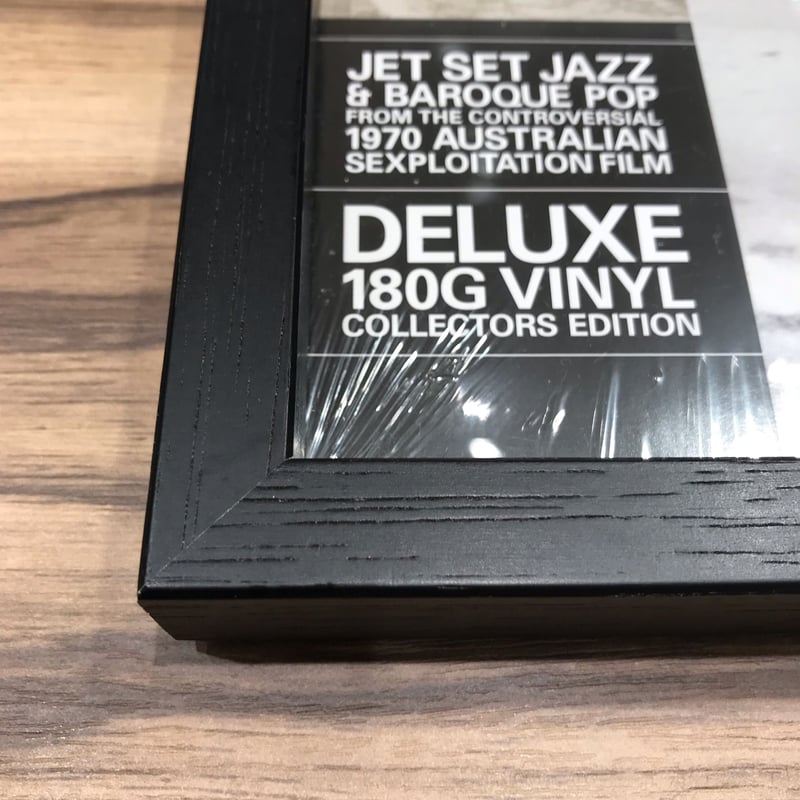 JET SET JAZZ
& BAROQUE POP
FROM THE CONTROVERSIAL
1970 AUSTRALIAN
SEXPLOITATION FILM
DELUXE
180G VINYL
COLLECTORS EDITION